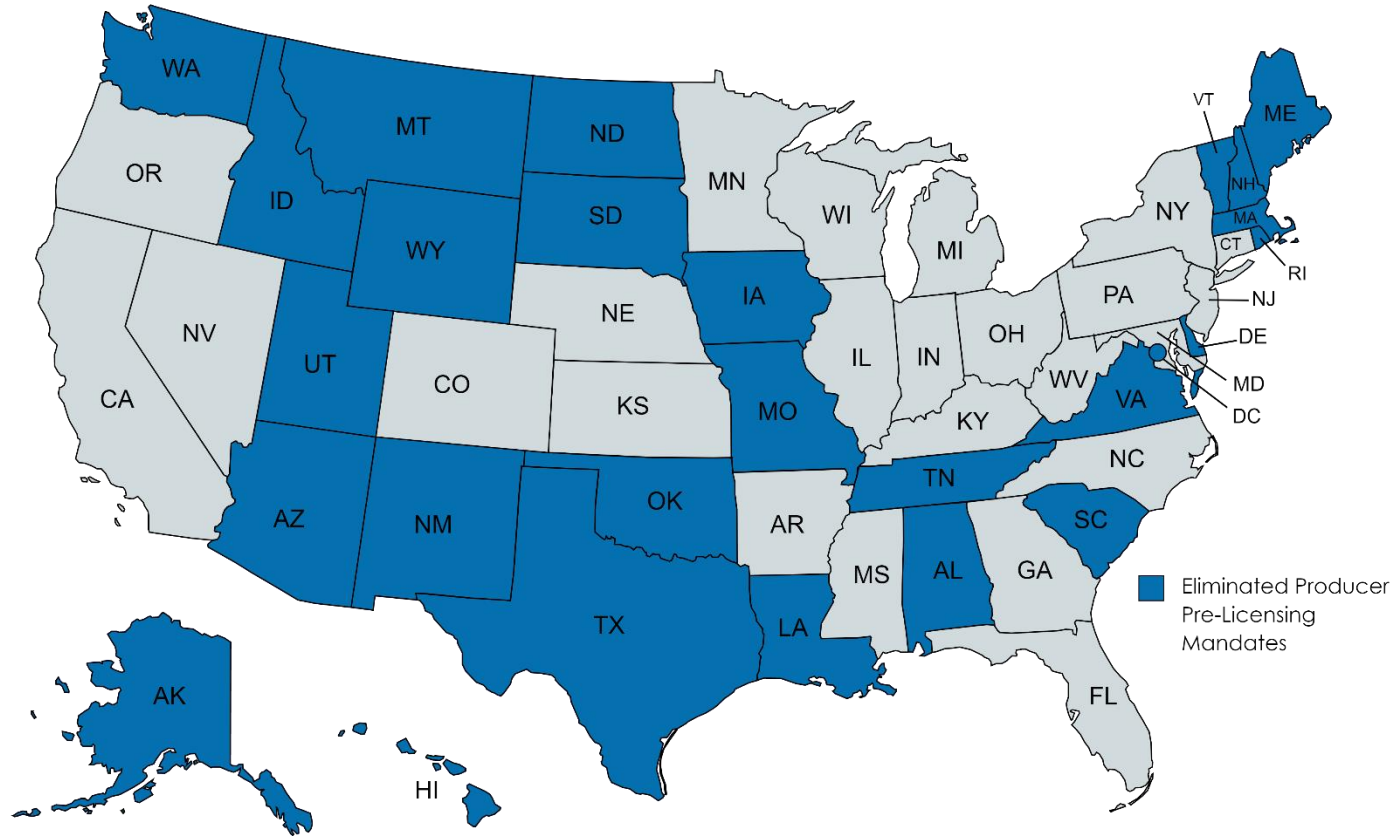 WA
MT
ND
MN
VT
ME
OR
ID
SD
WI
NH
NY
MA
WY
MI
CT
RI
IA
PA
NJ
NE
NV
OH
DE
IL
IN
UT
CO
WV
MD
CA
KS
MO
VA
DC
KY
NC
TN
OK
AZ
NM
AR
SC
MS
AL
GA
Eliminated Producer
Pre-Licensing
Mandates
TX
LA
AK
FL
HI